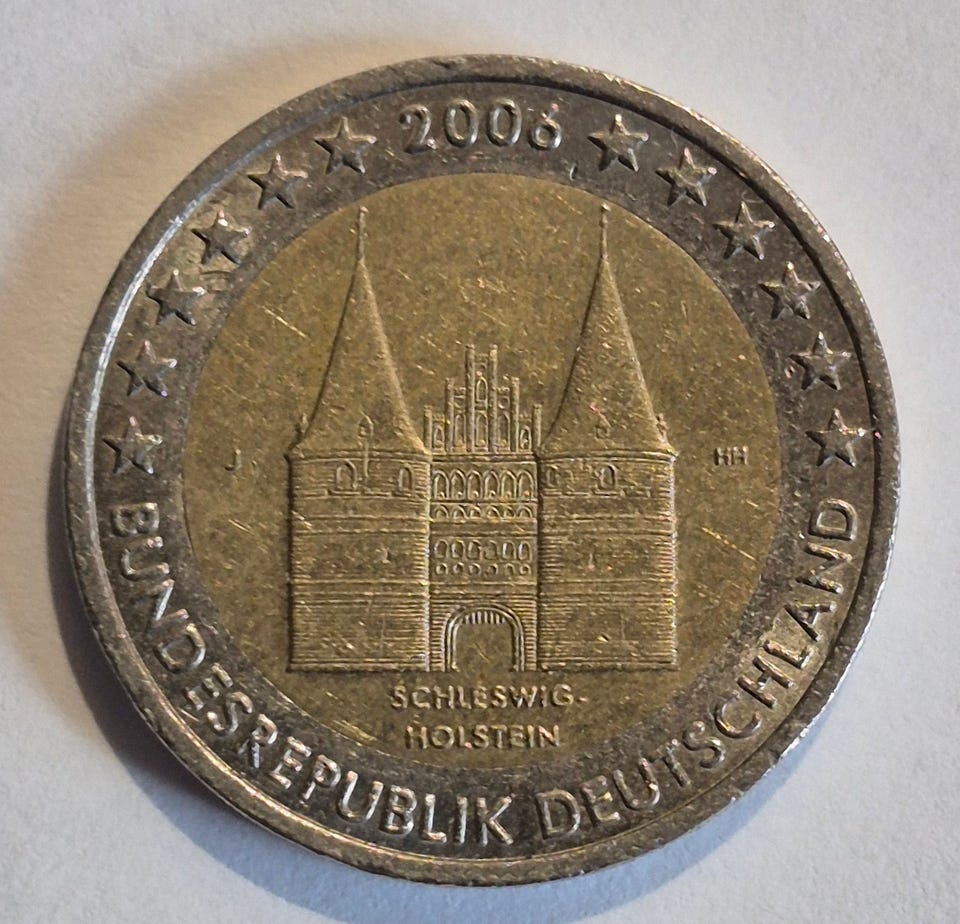 2006
J
HH
SCHLESWIG-
HOLSTEIN
BUNDESREPUBLIK DEUTSCHLAND